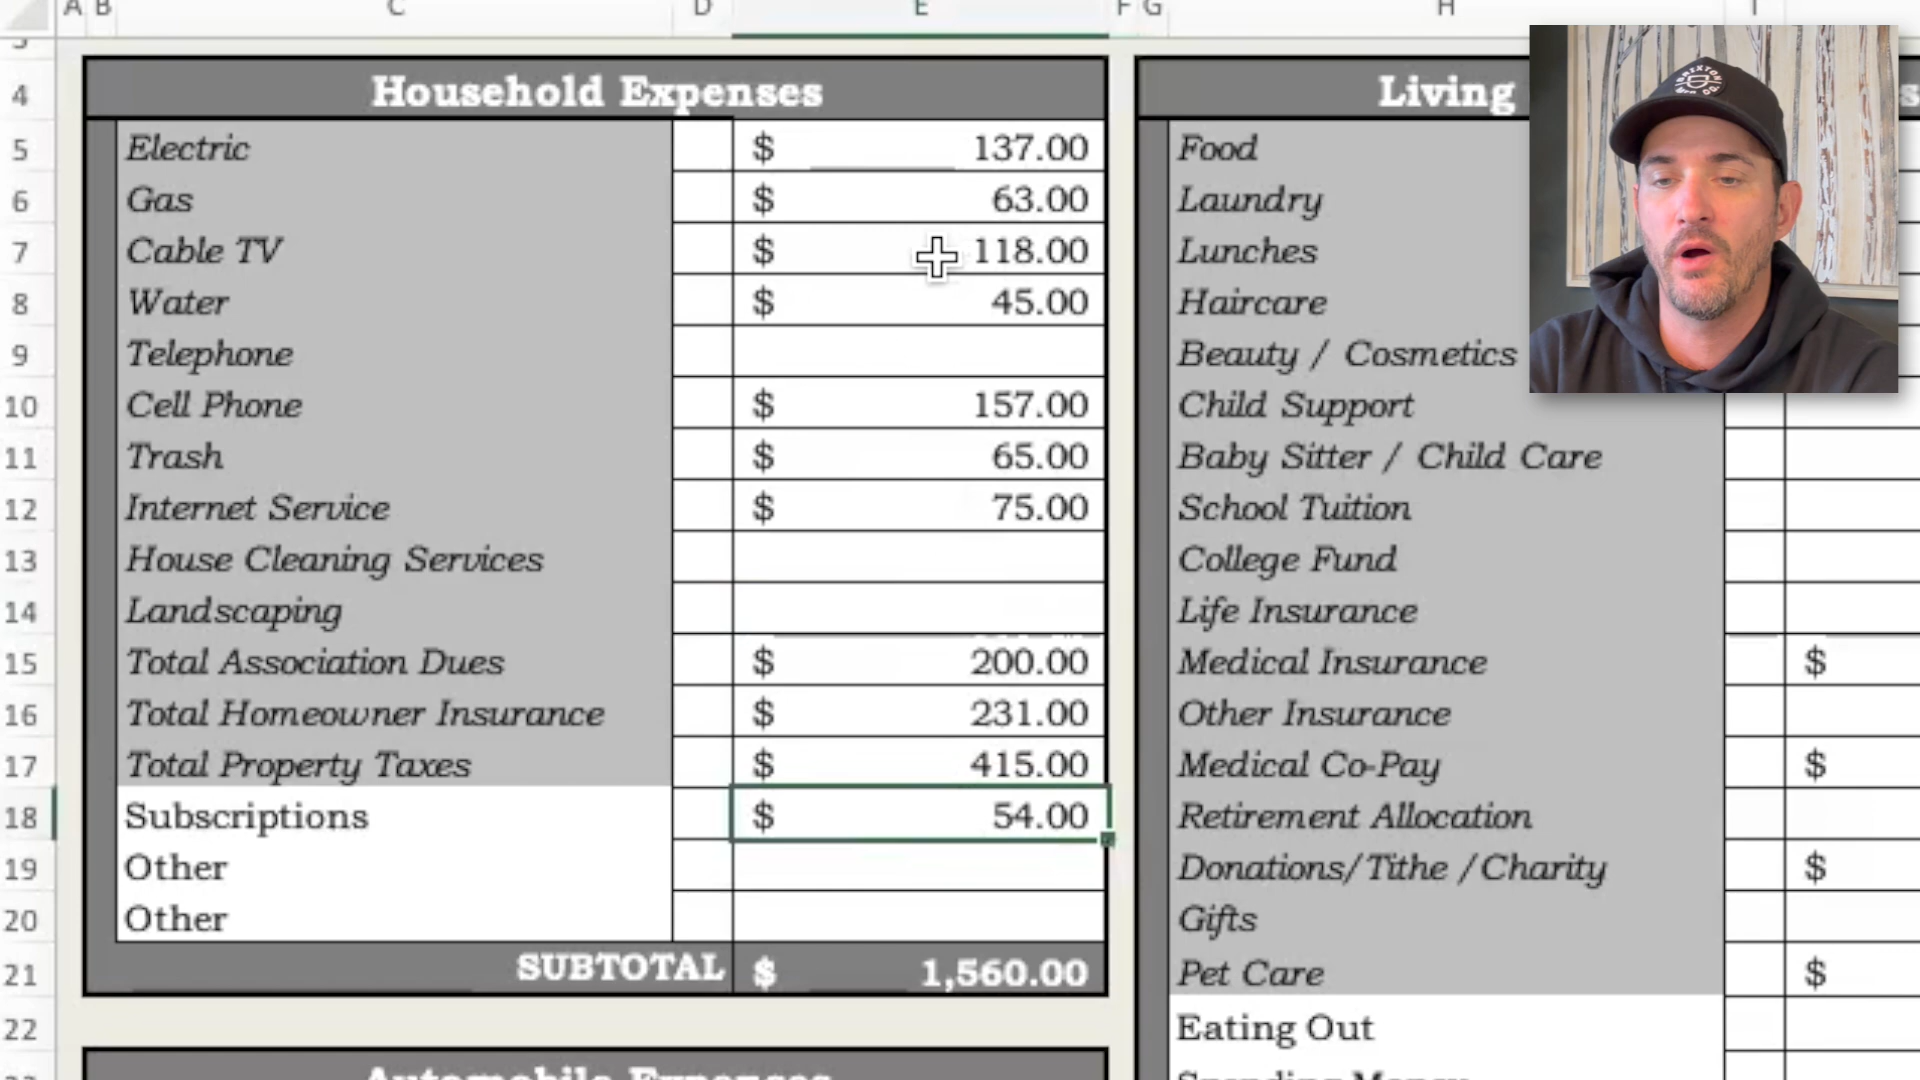 A B C D E F G H I
4 Household Expenses Living
5 Electric $ 137.00 Food
6 Gas $ 63.00 Laundry
7 Cable TV $ 118.00 Lunches
8 Water $ 45.00 Haircare
9 Telephone Beauty / Cosmetics
10 Cell Phone $ 157.00 Child Support
11 Trash $ 65.00 Baby Sitter / Child Care
12 Internet Service $ 75.00 School Tuition
13 House Cleaning Services College Fund
14 Landscaping Life Insurance
15 Total Association Dues $ 200.00 Medical Insurance $
16 Total Homeowner Insurance $ 231.00 Other Insurance
17 Total Property Taxes $ 415.00 Medical Co-Pay $
18 Subscriptions $ 54.00 Retirement Allocation
19 Other Donations/Tithe /Charity $
20 Other Gifts
21 SUBTOTAL $ 1,560.00 Pet Care $
22 Eating Out
Automobile Expenses Spending Money
BRIXTON